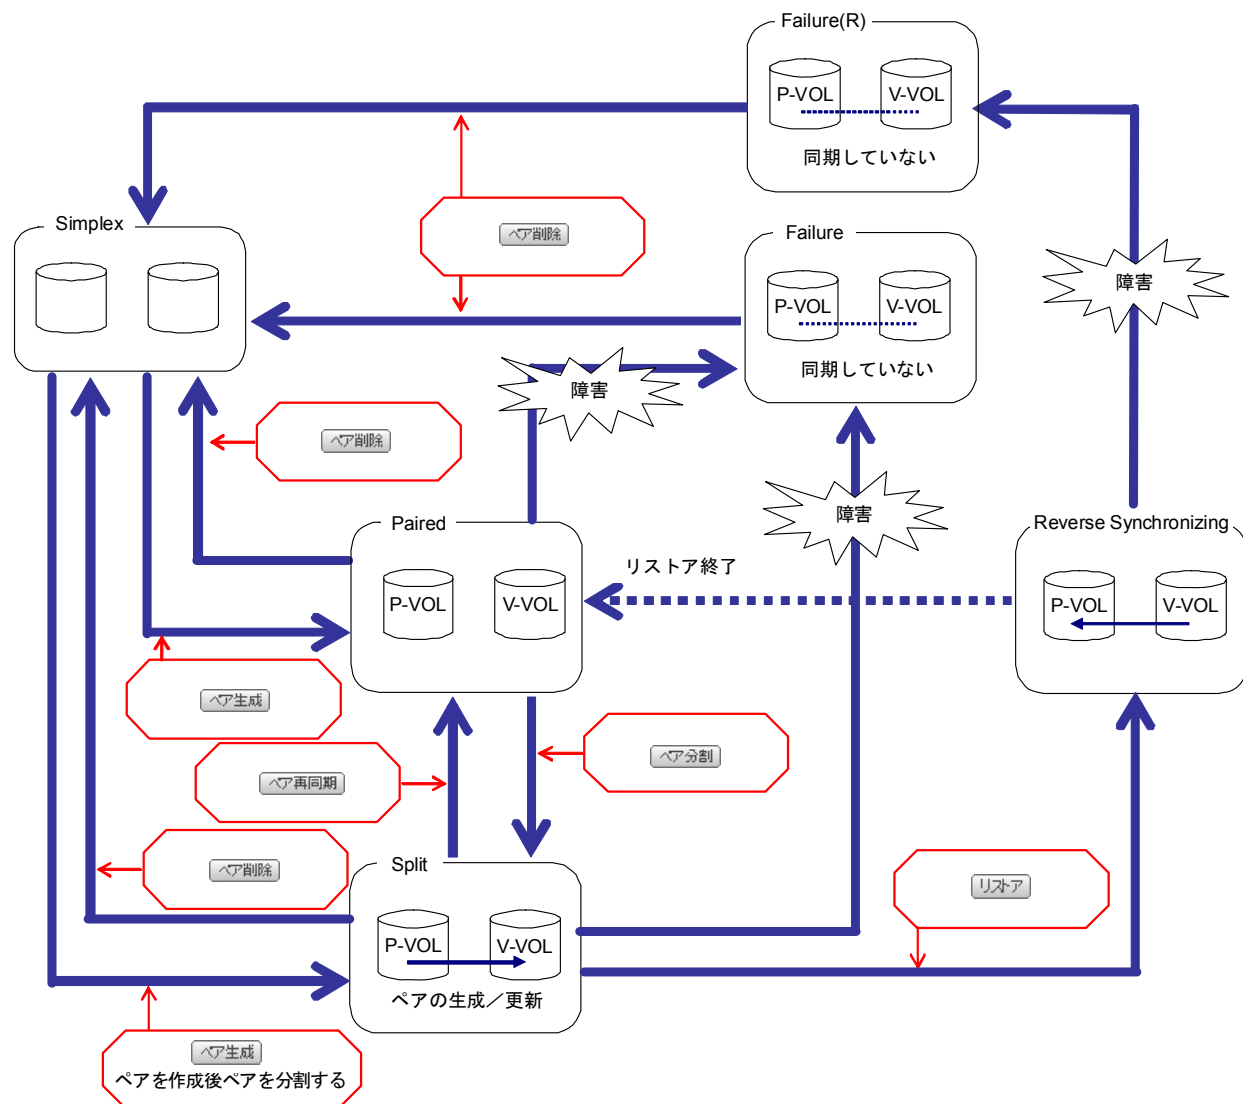 Failure(R)
P-VOL
V-VOL
同期していない
ペア削除
Simplex
Failure
P-VOL
V-VOL
同期していない
障害
障害
ペア削除
障害
Paired
P-VOL
V-VOL
リストア終了
Reverse Synchronizing
P-VOL
V-VOL
ペア生成
ペア分割
ペア再同期
ペア削除
Split
P-VOL
V-VOL
ペアの生成／更新
リストア
ペア生成
ペアを作成後ペアを分割する